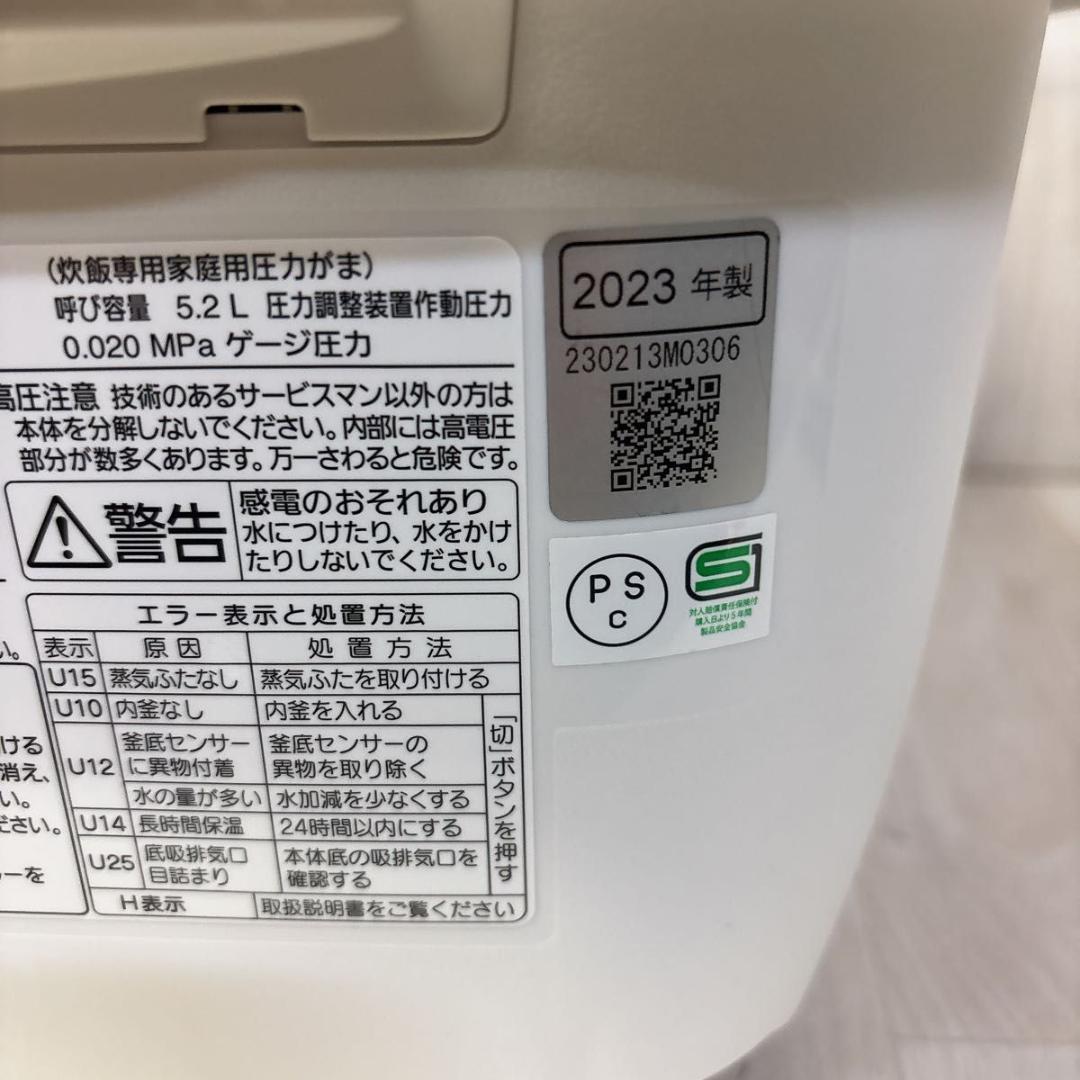 (炊飯専用家庭用圧力がま)
呼び容量 5.2 L 圧力調整装置作動圧力
0.020 MPa ゲージ圧力
高圧注意 技術のあるサービスマン以外の方は
本体を分解しないでください。内部には高電圧
部分が数多くあります。万一さわると危険です。
警告
感電のおそれあり
水につけたり、水をかけ
たりしないでください。
エラー表示と処置方法
表示 原因 処置方法
U15 蒸気ふたなし 蒸気ふたを取り付ける
U10 内釜なし 内釜を入れる
U12 釜底センサー
に異物付着
釜底センサーの
異物を取り除く
水の量が多い 水加減を少なくする
U14 長時間保温 24時間以内にする
U25 底吸排気口
目詰まり
本体底の吸排気口を
確認する
「切」ボタンを押す
H表示 取扱説明書をご覧ください
い。
ける
消え、
い。
ださい。
ーを
2023 年製
230213M0306
PS
C
S1
対人賠償責任保険付
購入日より5年間
製品安全協会